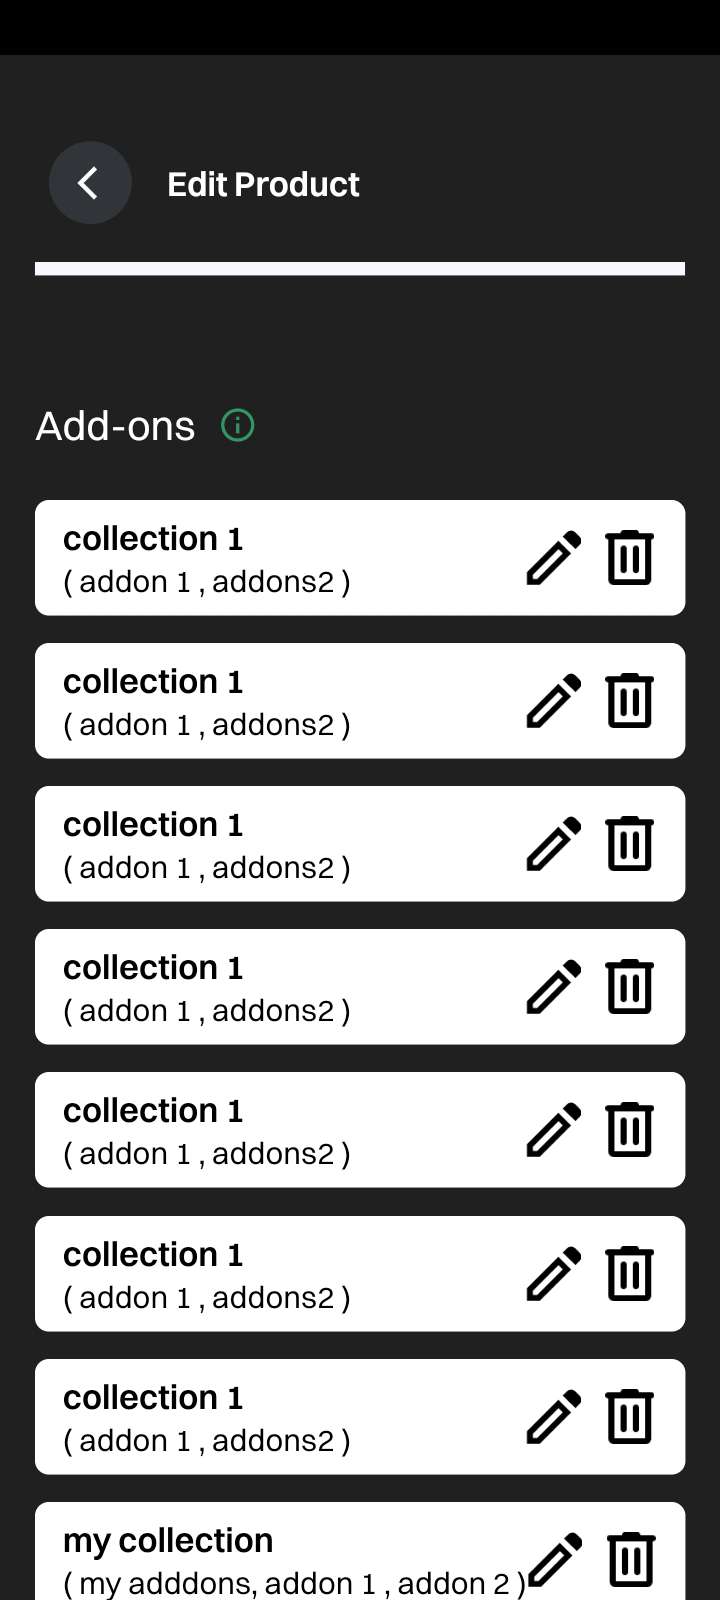 Edit Product
Add-ons
collection 1
( addon 1 , addons2 )
collection 1
( addon 1 , addons2 )
collection 1
( addon 1 , addons2 )
collection 1
( addon 1 , addons2 )
collection 1
( addon 1 , addons2 )
collection 1
( addon 1 , addons2 )
collection 1
( addon 1 , addons2 )
my collection
( my adddons, addon 1 , addon 2 )